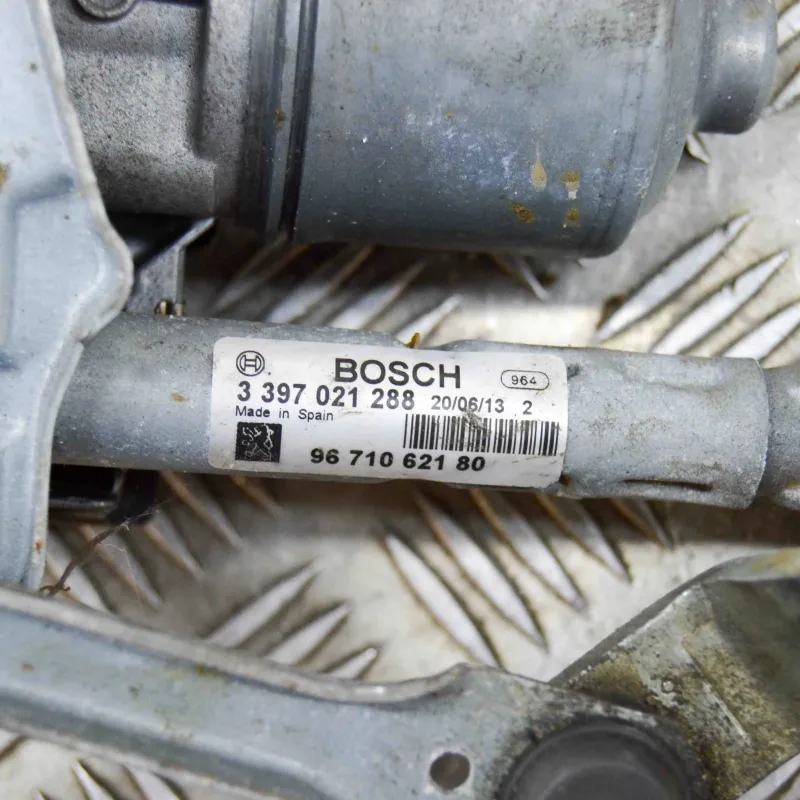 BOSCH 964
3 397 021 288 20/06/13 2
Made in Spain
96 710 621 80